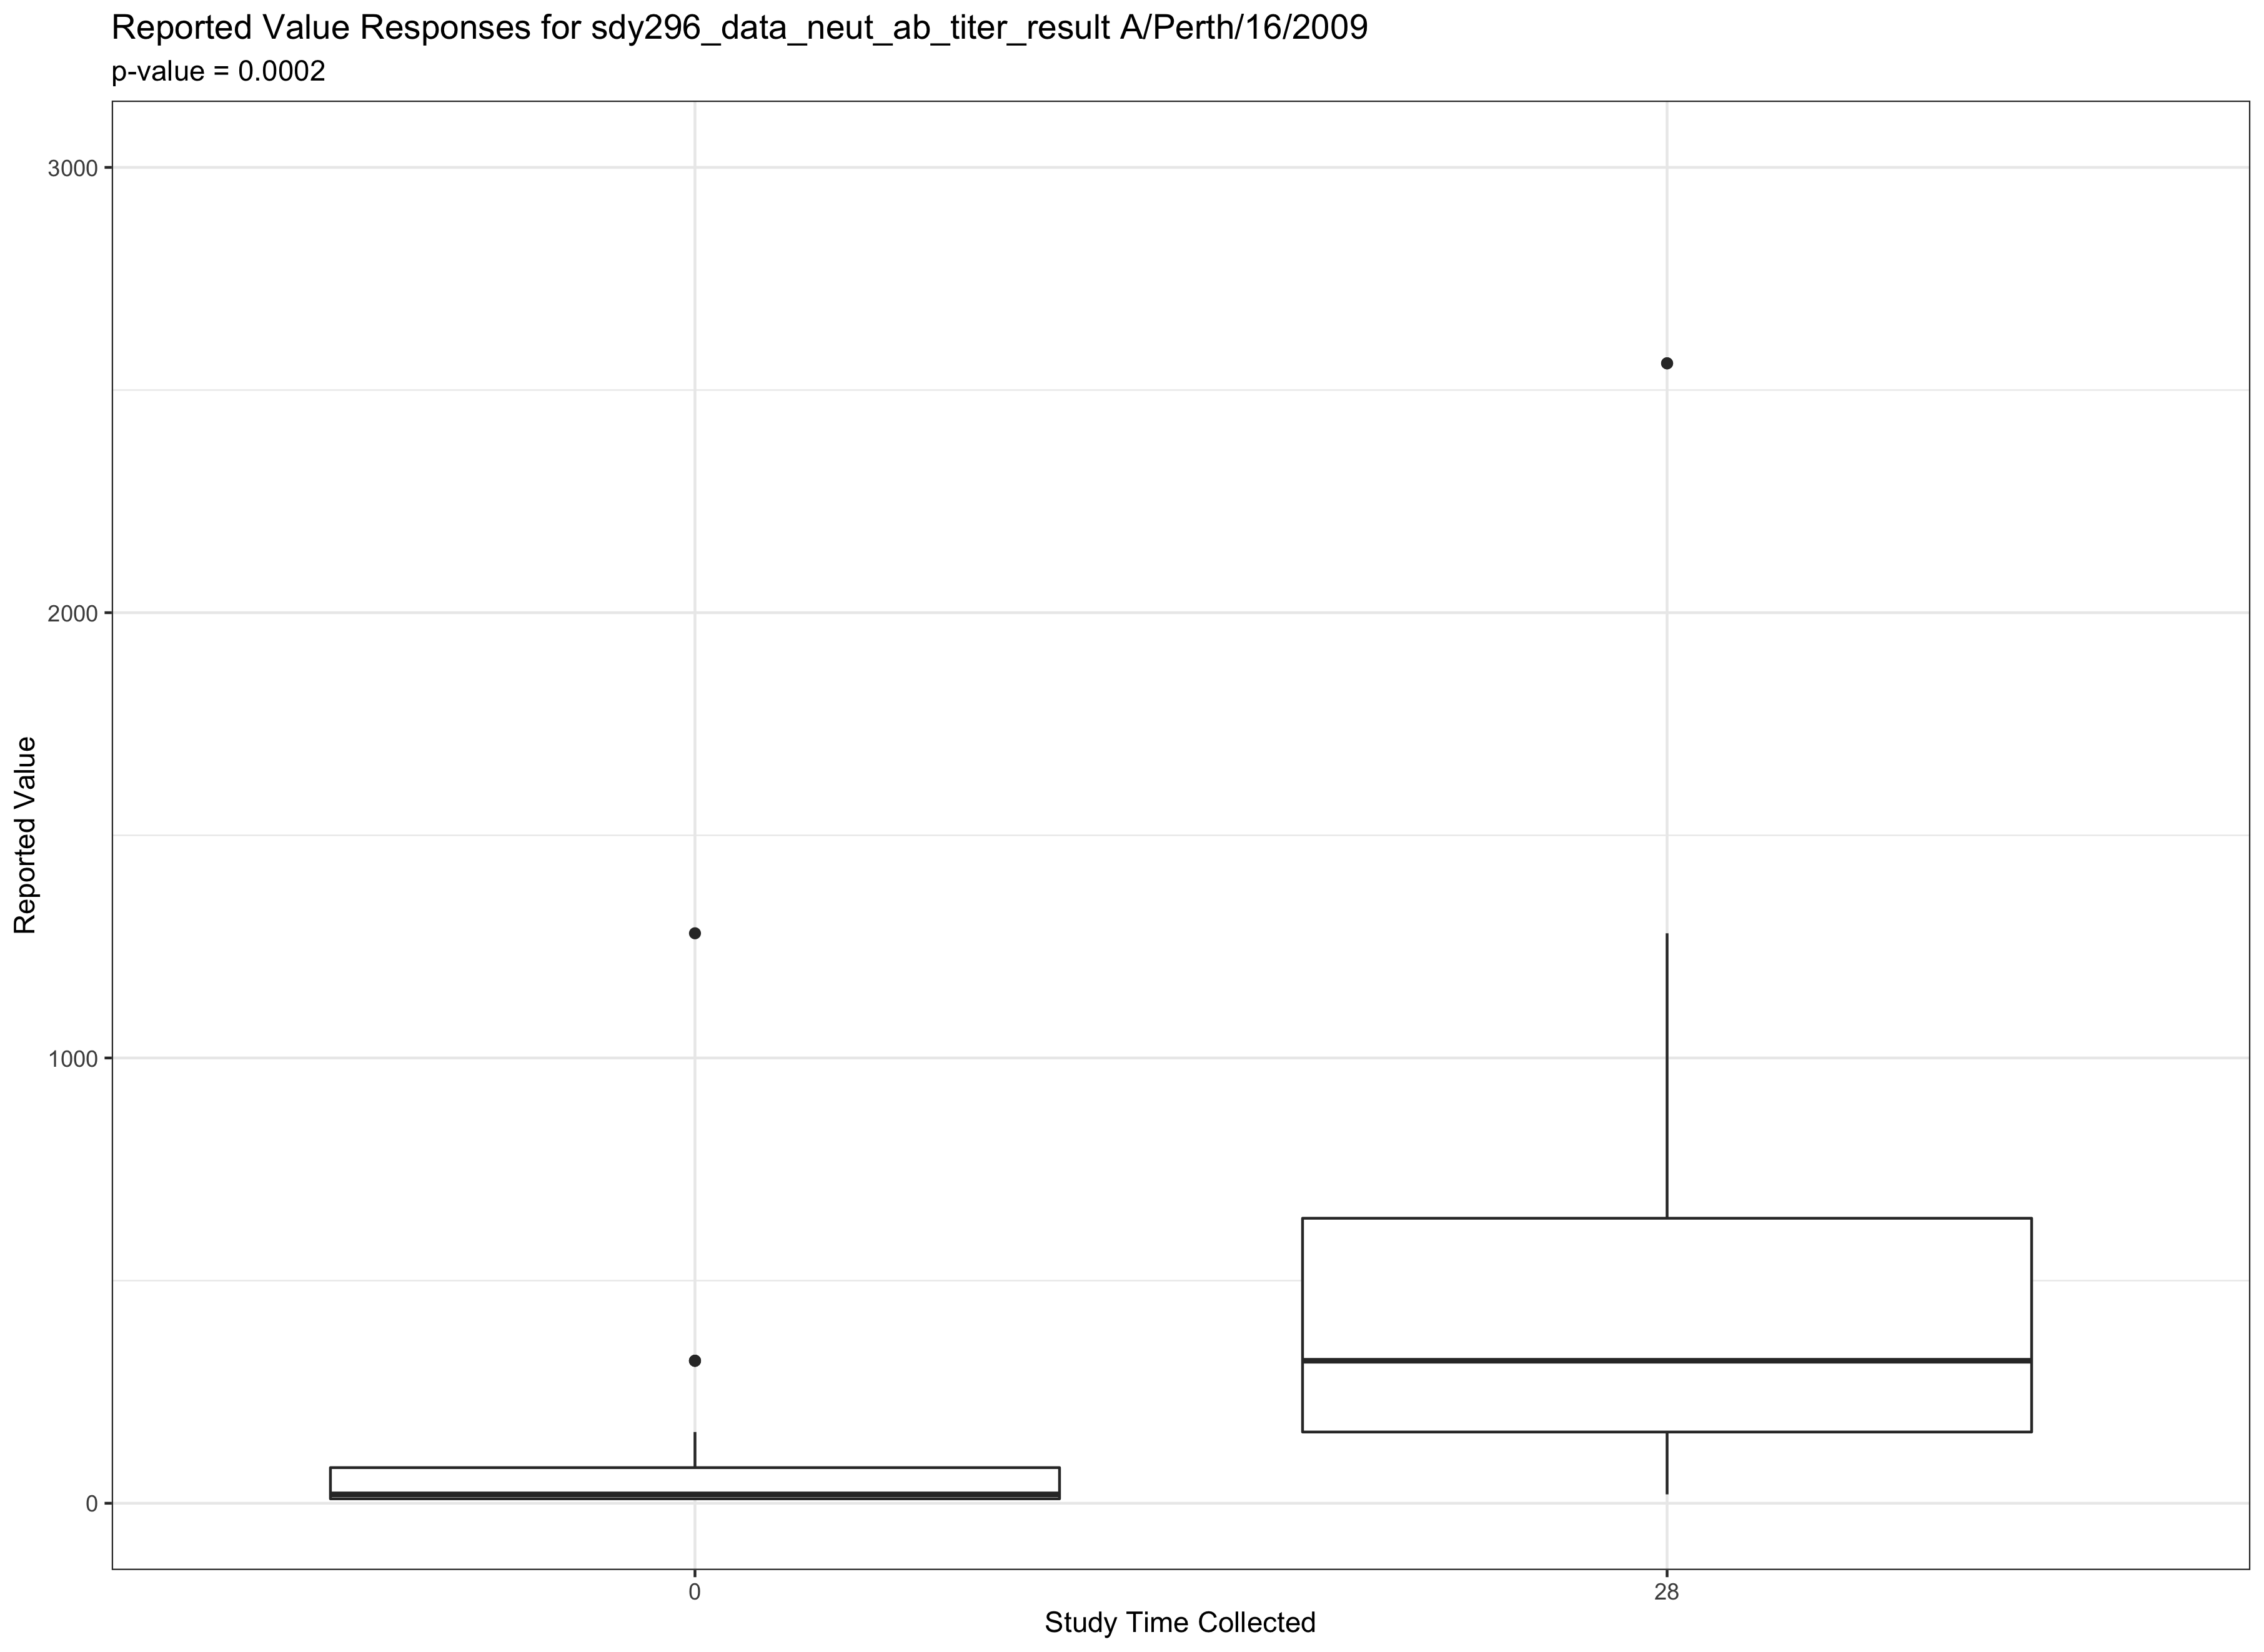 Reported Value Responses for sdy296_data_neut_ab_titer_result A/Perth/16/2009
p-value = 0.0002
Reported Value
3000
2000
1000
0
0
28
Study Time Collected